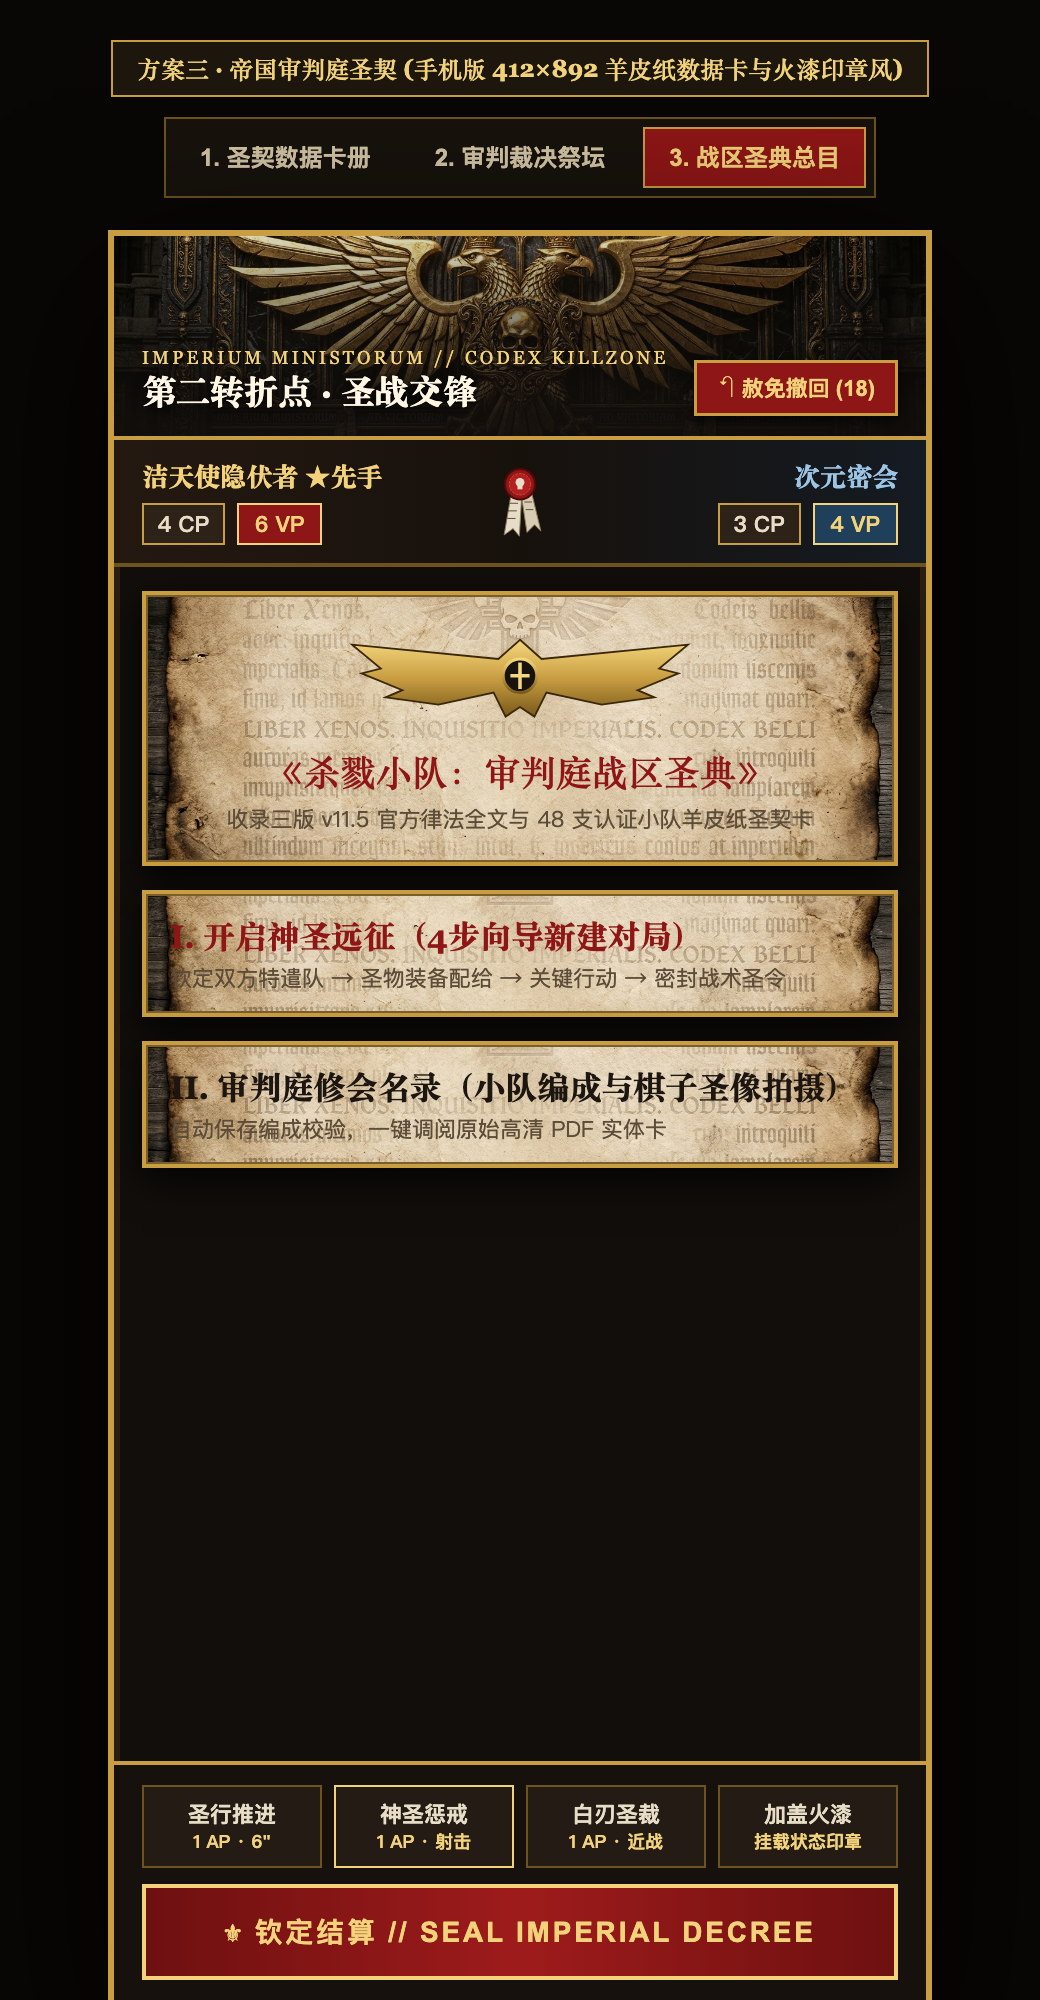 方案三 · 帝国审判庭圣契 (手机版 412×892 羊皮纸数据卡与火漆印章风)
1. 圣契数据卡册
2. 审判裁决祭坛
3. 战区圣典总目
IMPERIUM MINISTORUM // CODEX KILLZONE
第二转折点 · 圣战交锋
赦免撤回 (18)
洁天使隐伏者 ★先手
次元密会
4 CP
6 VP
3 CP
4 VP
Liber Xenos,
Codeis bellis
LIBER XENOS. INQUISITIO IMPERIALIS. CODEX BELLI
introquiti
《杀戮小队：审判庭战区圣典》
收录三版 v11.5 官方律法全文与 48 支认证小队羊皮纸圣契卡
I. 开启神圣远征（4步向导新建对局）
钦定双方特遣队 → 圣物装备配给 → 关键行动 → 密封战术圣令
II. 审判庭修会名录（小队编成与棋子圣像拍摄）
自动保存编成校验，一键调阅原始高清 PDF 实体卡
圣行推进
1 AP · 6"
神圣惩戒
1 AP · 射击
白刃圣裁
1 AP · 近战
加盖火漆
挂载状态印章
⚜ 钦定结算 // SEAL IMPERIAL DECREE